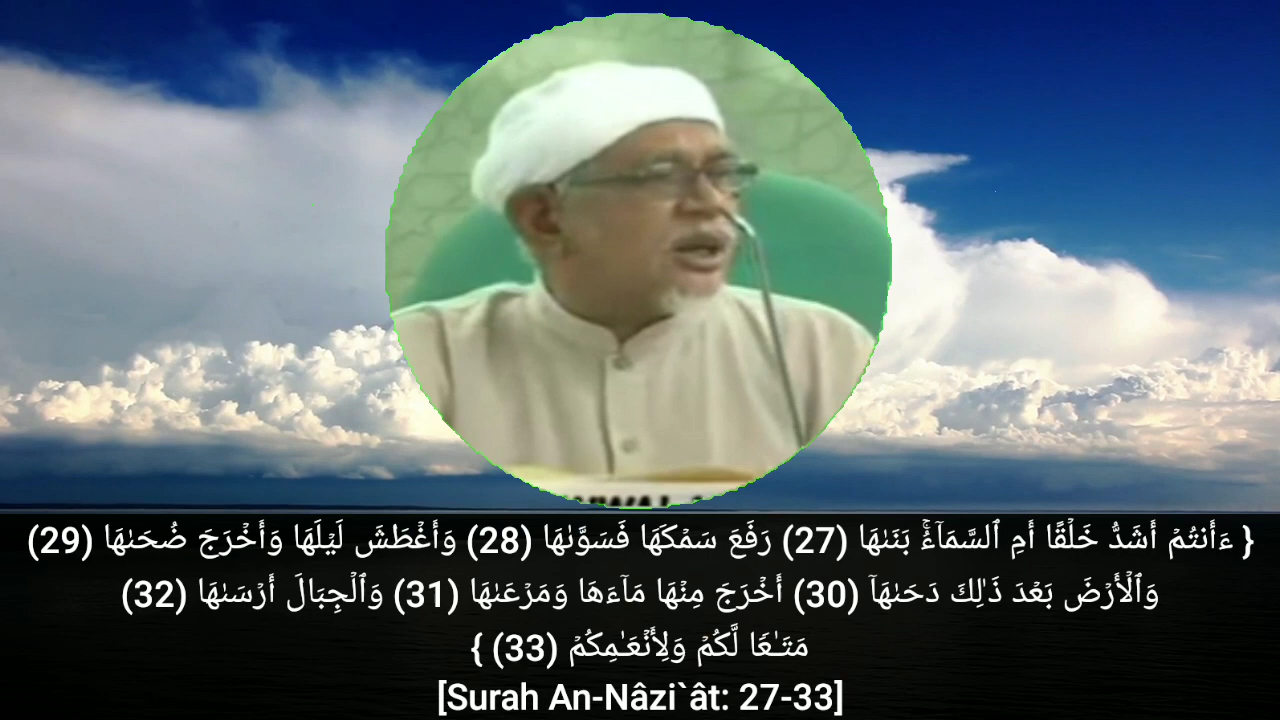 { ءَأَنتُمۡ أَشَدُّ خَلۡقًا أَمِ ٱلسَّمَآءُۚ بَنَىٰهَا (27) رَفَعَ سَمۡكَهَا فَسَوَّىٰهَا (28) وَأَغۡطَشَ لَيۡلَهَا وَأَخۡرَجَ ضُحَىٰهَا (29)
وَٱلۡأَرۡضَ بَعۡدَ ذَٰلِكَ دَحَىٰهَآ (30) أَخۡرَجَ مِنۡهَا مَآءَهَا وَمَرۡعَىٰهَا (31) وَٱلۡجِبَالَ أَرۡسَىٰهَا (32)
مَتَـٰعًا لَّكُمۡ وَلِأَنۡعَـٰمِكُمۡ (33) }
[Surah An-Nâzi`ât: 27-33]